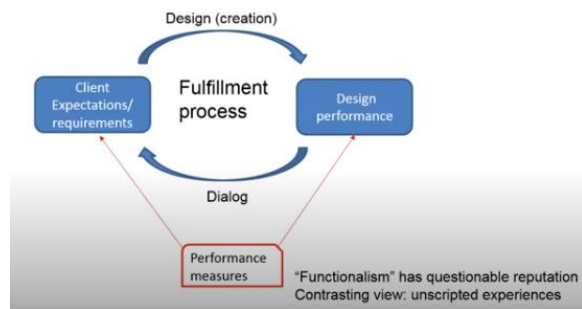 Design (creation)
Client
Expectations/
requirements
Fulfillment
process
Design
performance
Dialog
Performance
measures
“Functionalism” has questionable reputation
Contrasting view: unscripted experiences